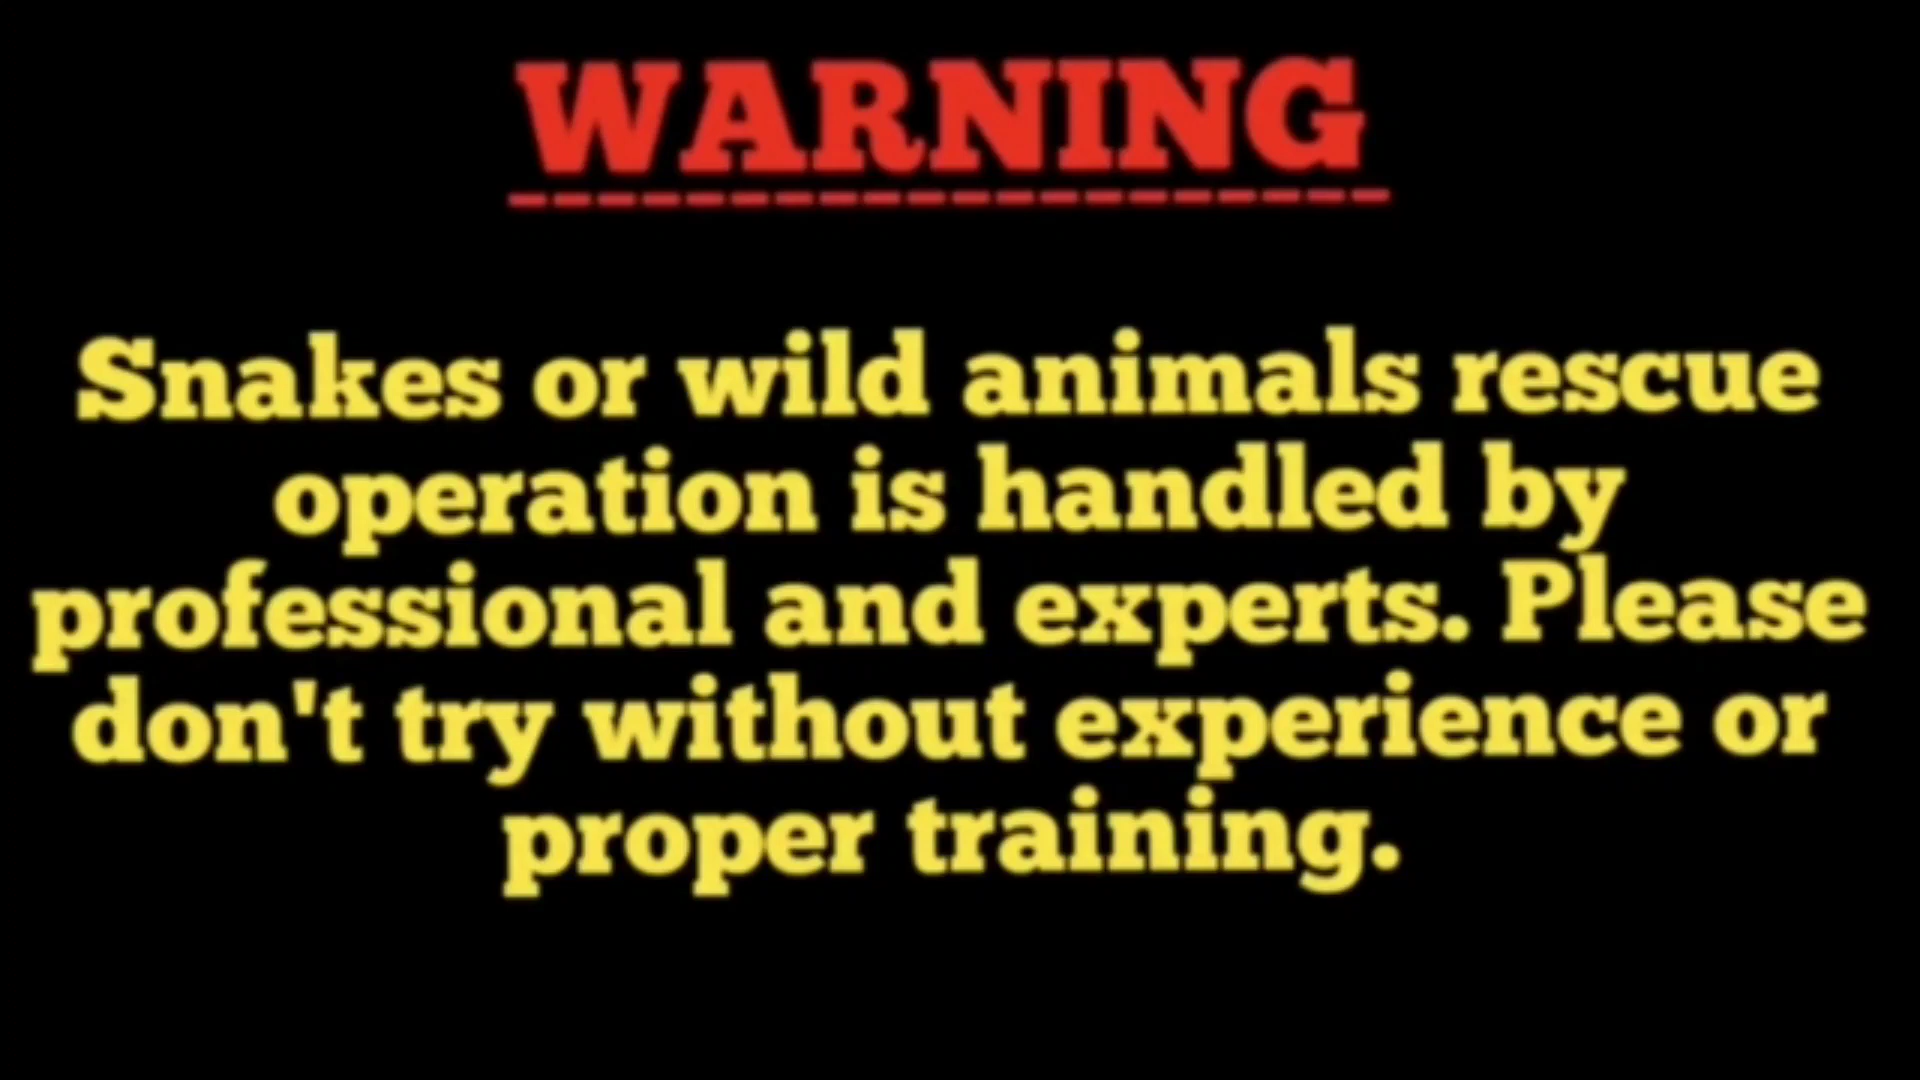 WARNING
Snakes or wild animals rescue
operation is handled by
professional and experts. Please
don't try without experience or
proper training.